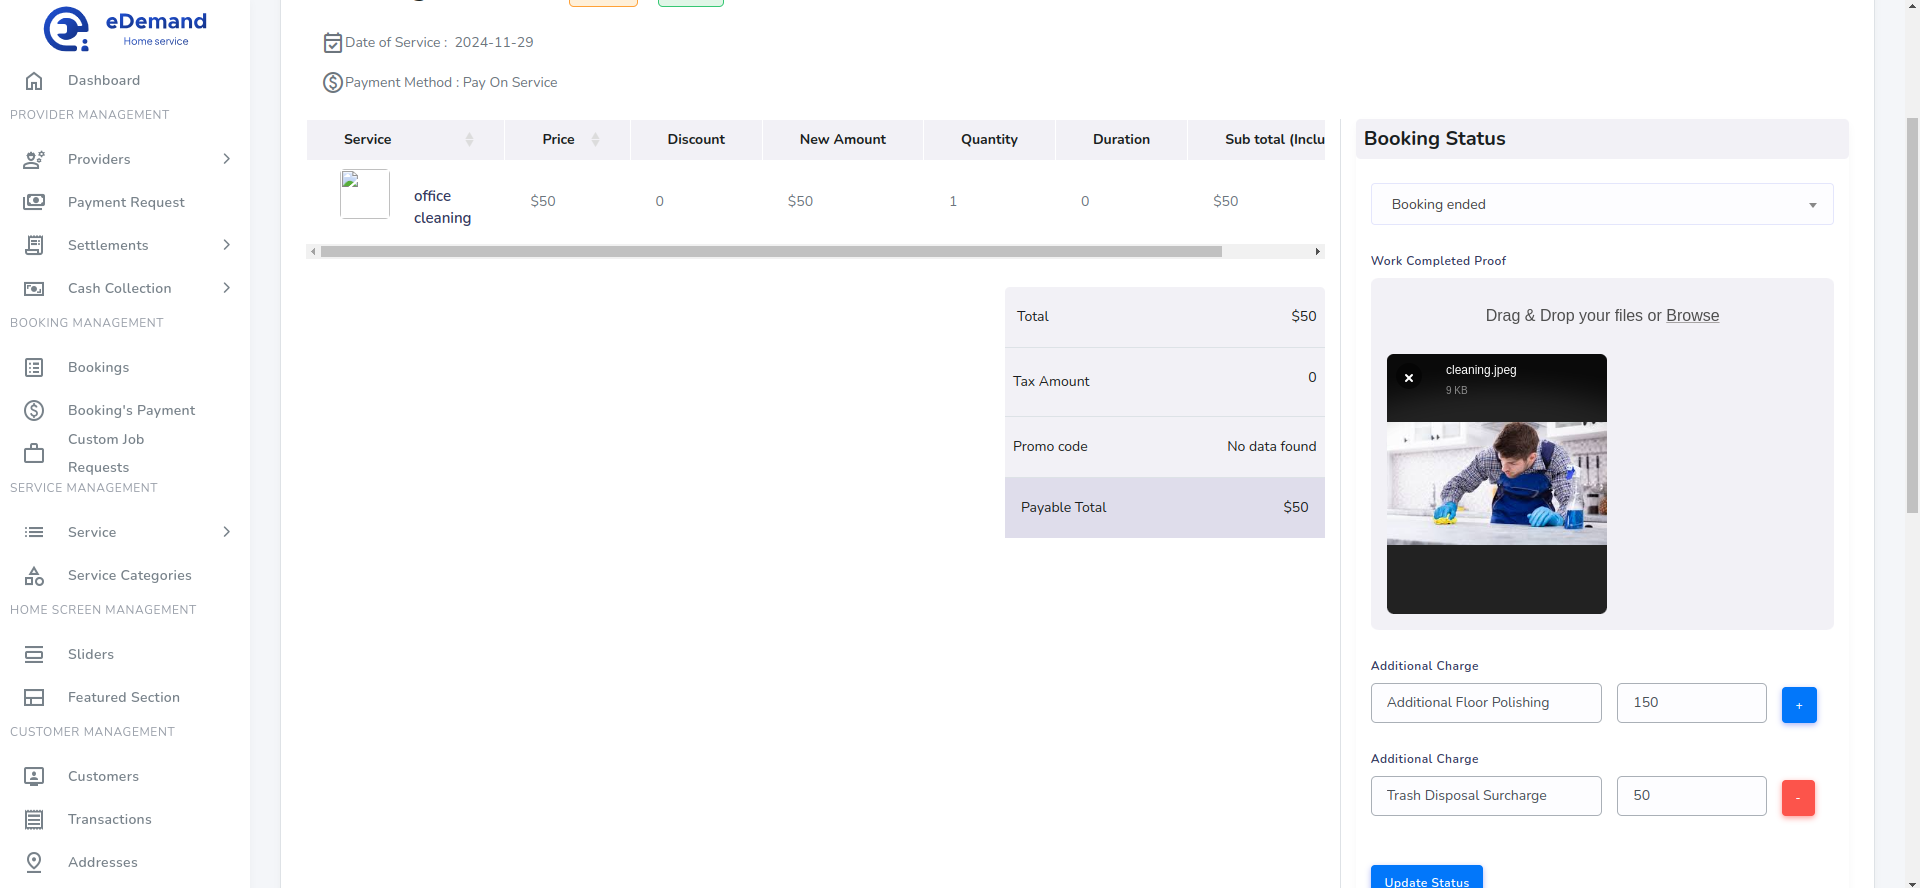 eDemand
Home service
Dashboard
PROVIDER MANAGEMENT
Providers
Payment Request
Settlements
Cash Collection
BOOKING MANAGEMENT
Bookings
Booking's Payment
Custom Job
Requests
SERVICE MANAGEMENT
Service
Service Categories
HOME SCREEN MANAGEMENT
Sliders
Featured Section
CUSTOMER MANAGEMENT
Customers
Transactions
Addresses
Date of Service : 2024-11-29
Payment Method : Pay On Service
Service Price Discount New Amount Quantity Duration Sub total (Inclu
office
cleaning
$50 0 $50 1 0 $50
Total $50
Tax Amount 0
Promo code No data found
Payable Total $50
Booking Status
Booking ended
Work Completed Proof
Drag & Drop your files or Browse
cleaning.jpeg
9 KB
Additional Charge
Additional Floor Polishing 150 +
Additional Charge
Trash Disposal Surcharge 50 -
Update Status